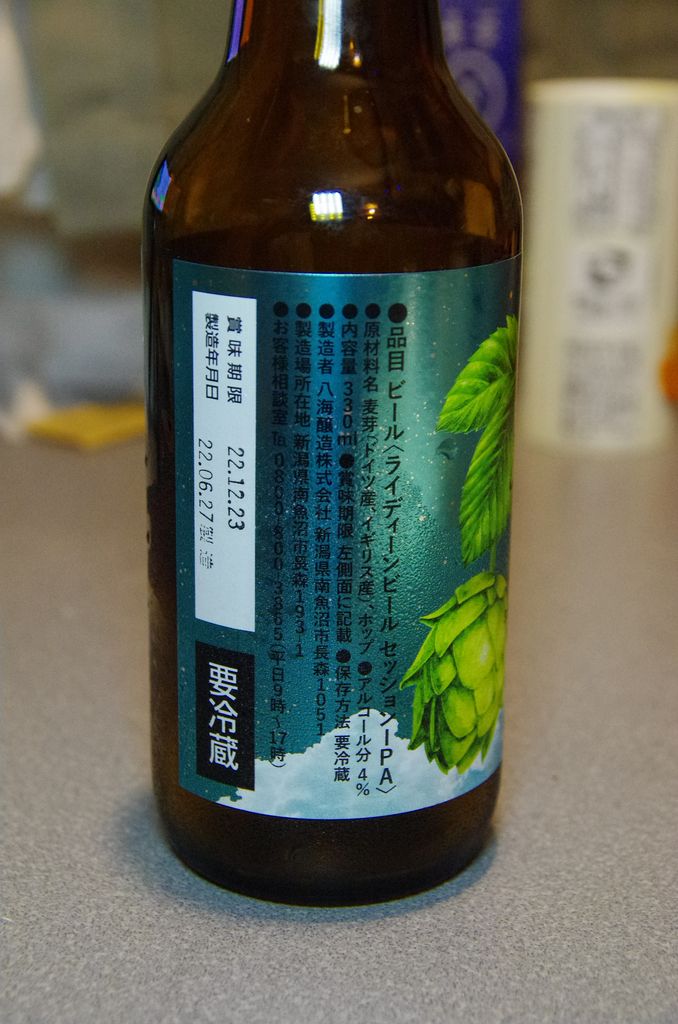 ●品目 ビール〈ライディーンビール セッションIPA〉
●原材料名 麦芽(ドイツ産、イギリス産)、ホップ ●アルコール分 4%
●内容量 330ml ●賞味期限 左側面に記載 ●保存方法 要冷蔵
●製造者 八海醸造株式会社 新潟県南魚沼市長森1051
●製造場所在地 新潟県南魚沼市長森193-1
●お客様相談室 ℡0800-800-3865(平日9時〜17時)
賞味期限 22.12.23
製造年月日 22.06.27製造
要冷蔵